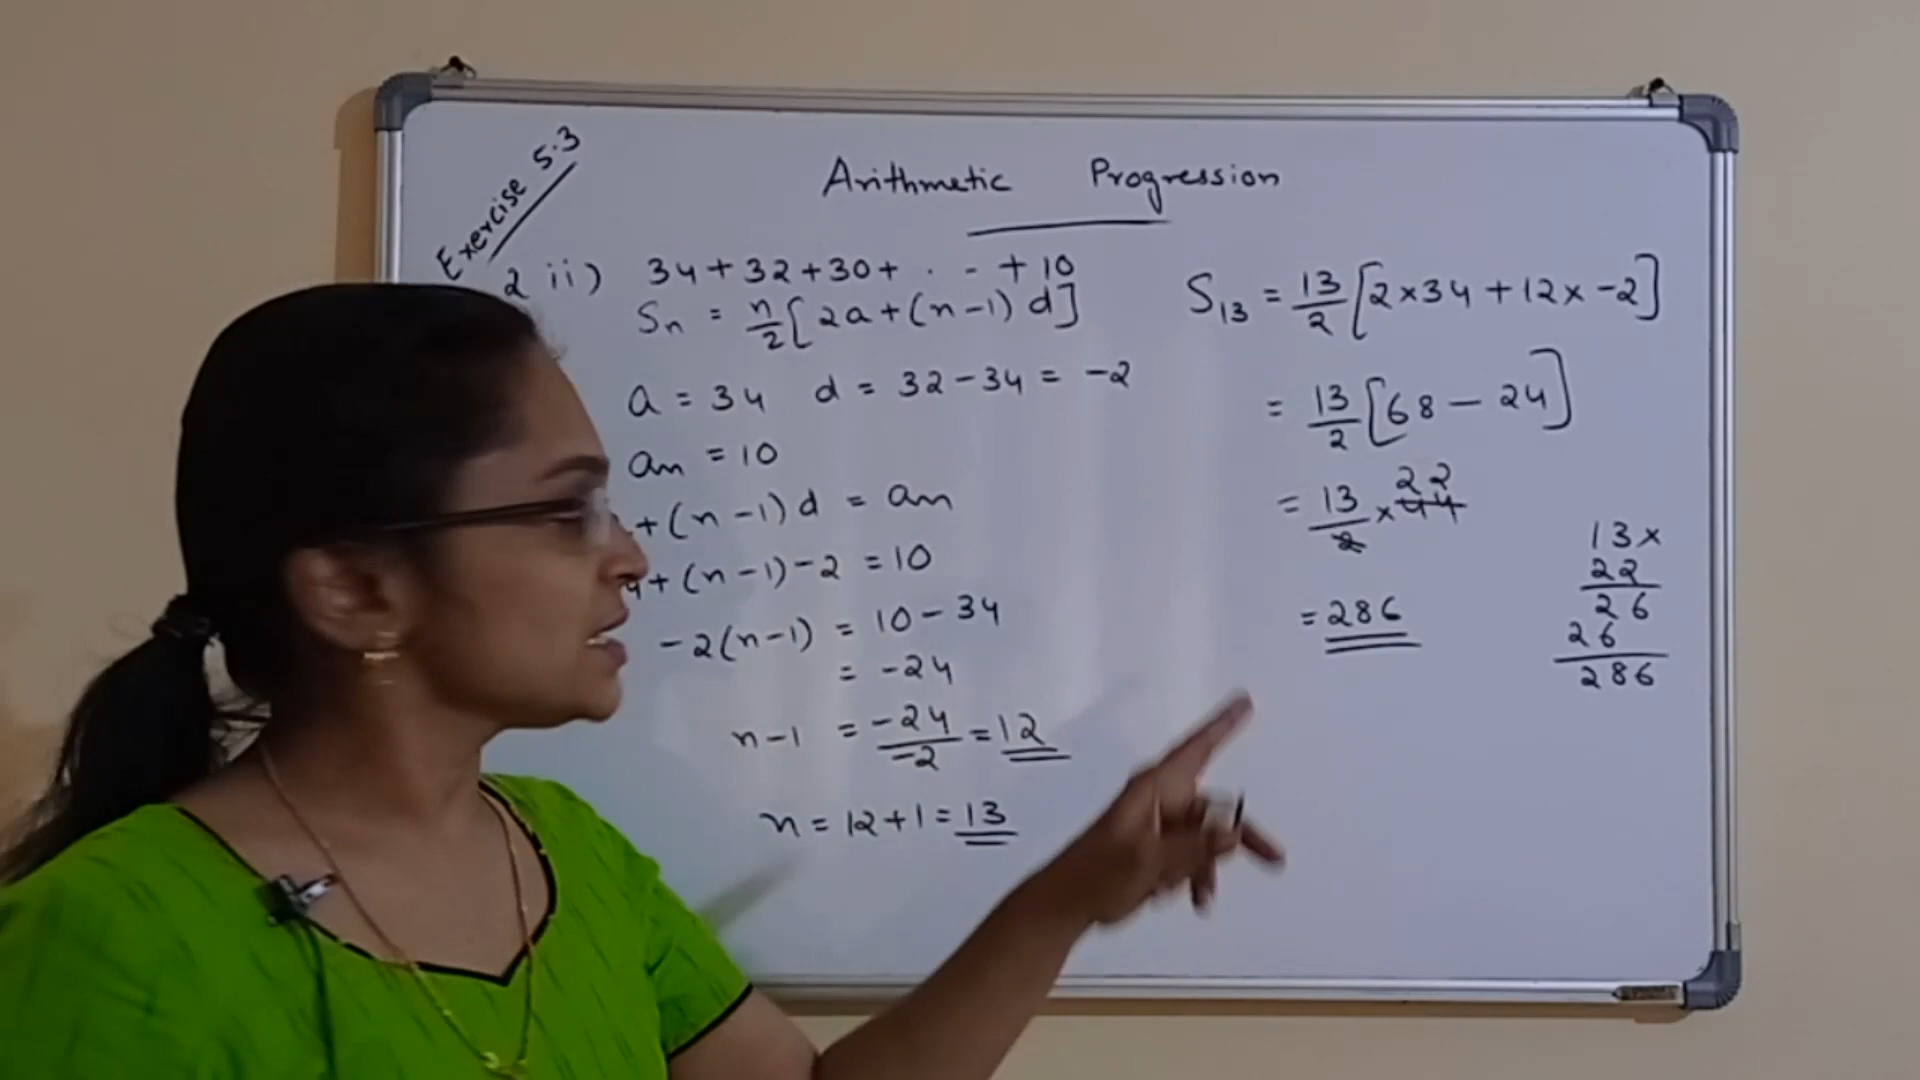 Exercise 5.3
Arithmetic Progression
2 ii) 34+32+30+ . - +10
Sn = n/2[2a+(n-1)d]
a = 34 d = 32-34 = -2
an = 10
+(n-1)d = an
4+(n-1)-2 = 10
-2(n-1) = 10-34
= -24
n-1 = -24/-2 = 12
n = 12+1 = 13
S13 = 13/2[2×34+12×-2]
= 13/2[68-24]
= 13/2×44 22
= 286
13×
22
26
26
286